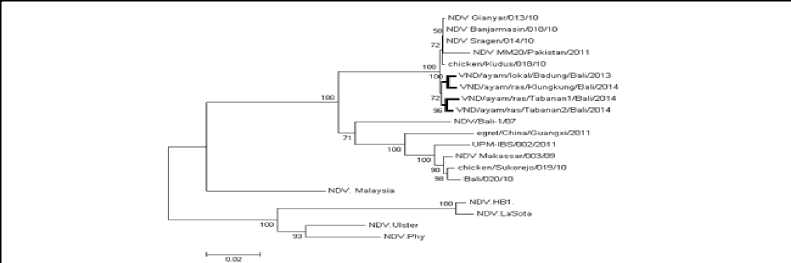 NDV Gianyar/013/10
58
NDV Banjarmasin/010/10
NDV Sragen/014/10
72
NDV MM20/Pakistan/2011
100
chicken/Kudus/018/10
100
VND/ayam/lokal/Badung/Bali/2013
VND/ayam/ras/Klungkung/Bali/2014
72
VND/ayam/ras/Tabanan1/Bali/2014
96
VND/ayam/ras/Tabanan2/Bali/2014
100
NDV/Bali-1/07
71
egret/China/Guangxi/2011
100
UPM-IBS/002/2011
100
NDV Makassar/003/09
90
chicken/Sukorejo/019/10
98
Bali/020/10
NDV. Malaysia
100
NDV.HB1.
NDV.LaSota
100
NDV.Ulster
93
NDV.Phy
0.02